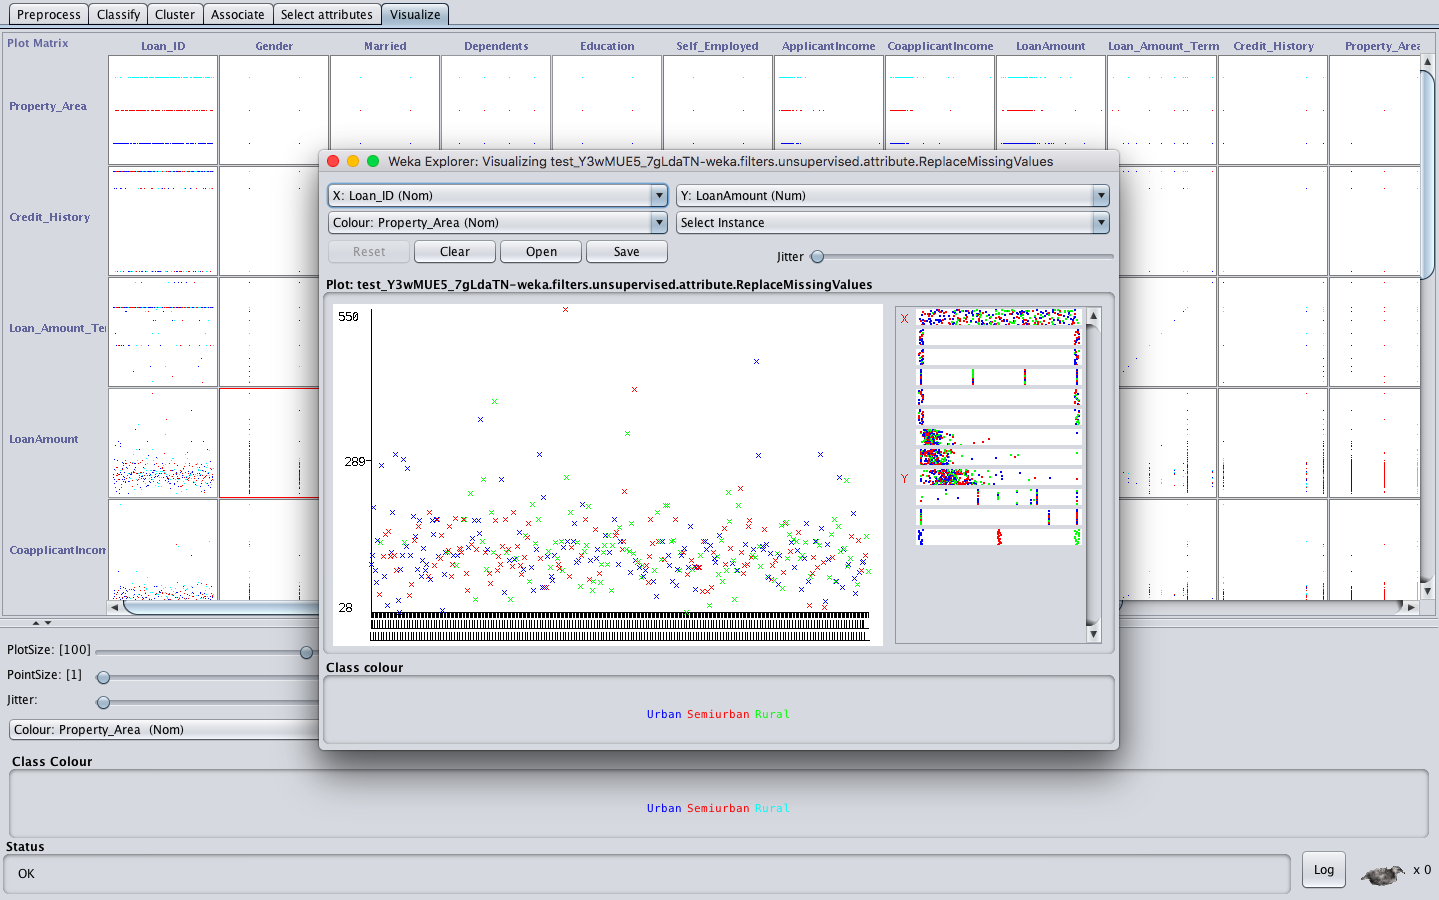 Preprocess Classify Cluster Associate Select attributes Visualize
Plot Matrix Loan_ID Gender Married Dependents Education Self_Employed ApplicantIncome CoapplicantIncome LoanAmount Loan_Amount_Term Credit_History Property_Area
Property_Area
Weka Explorer: Visualizing test_Y3wMUE5_7gLdaTN-weka.filters.unsupervised.attribute.ReplaceMissingValues
X: Loan_ID (Nom) Y: LoanAmount (Num)
Credit_History
Colour: Property_Area (Nom) Select Instance
Reset Clear Open Save Jitter
Plot: test_Y3wMUE5_7gLdaTN-weka.filters.unsupervised.attribute.ReplaceMissingValues
550
X
Loan_Amount_Ter
LoanAmount
289
Y
CoapplicantIncom
28
PlotSize: [100]
Class colour
PointSize: [1]
Jitter:
Urban Semiurban Rural
Colour: Property_Area (Nom)
Class Colour
Urban Semiurban Rural
Status
OK Log x 0